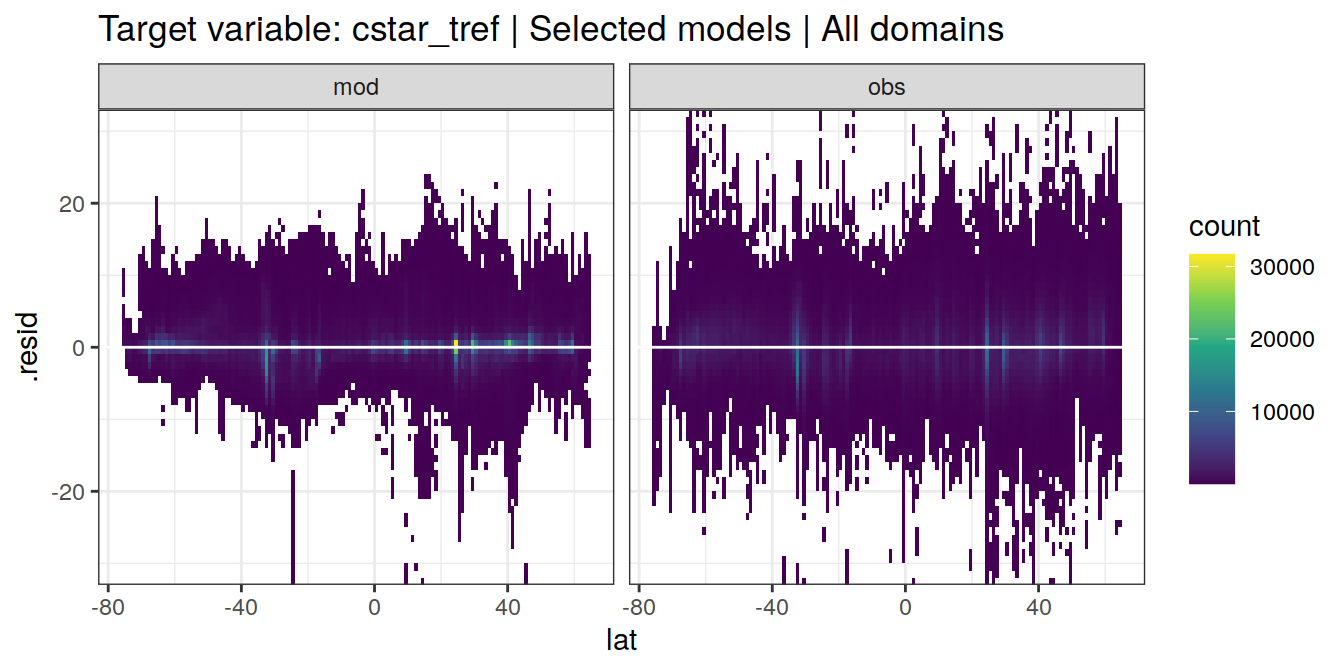 Target variable: cstar_tref | Selected models | All domains
mod
obs
.resid
20
0
-20
-80
-40
0
40
-80
-40
0
40
lat
count
30000
20000
10000